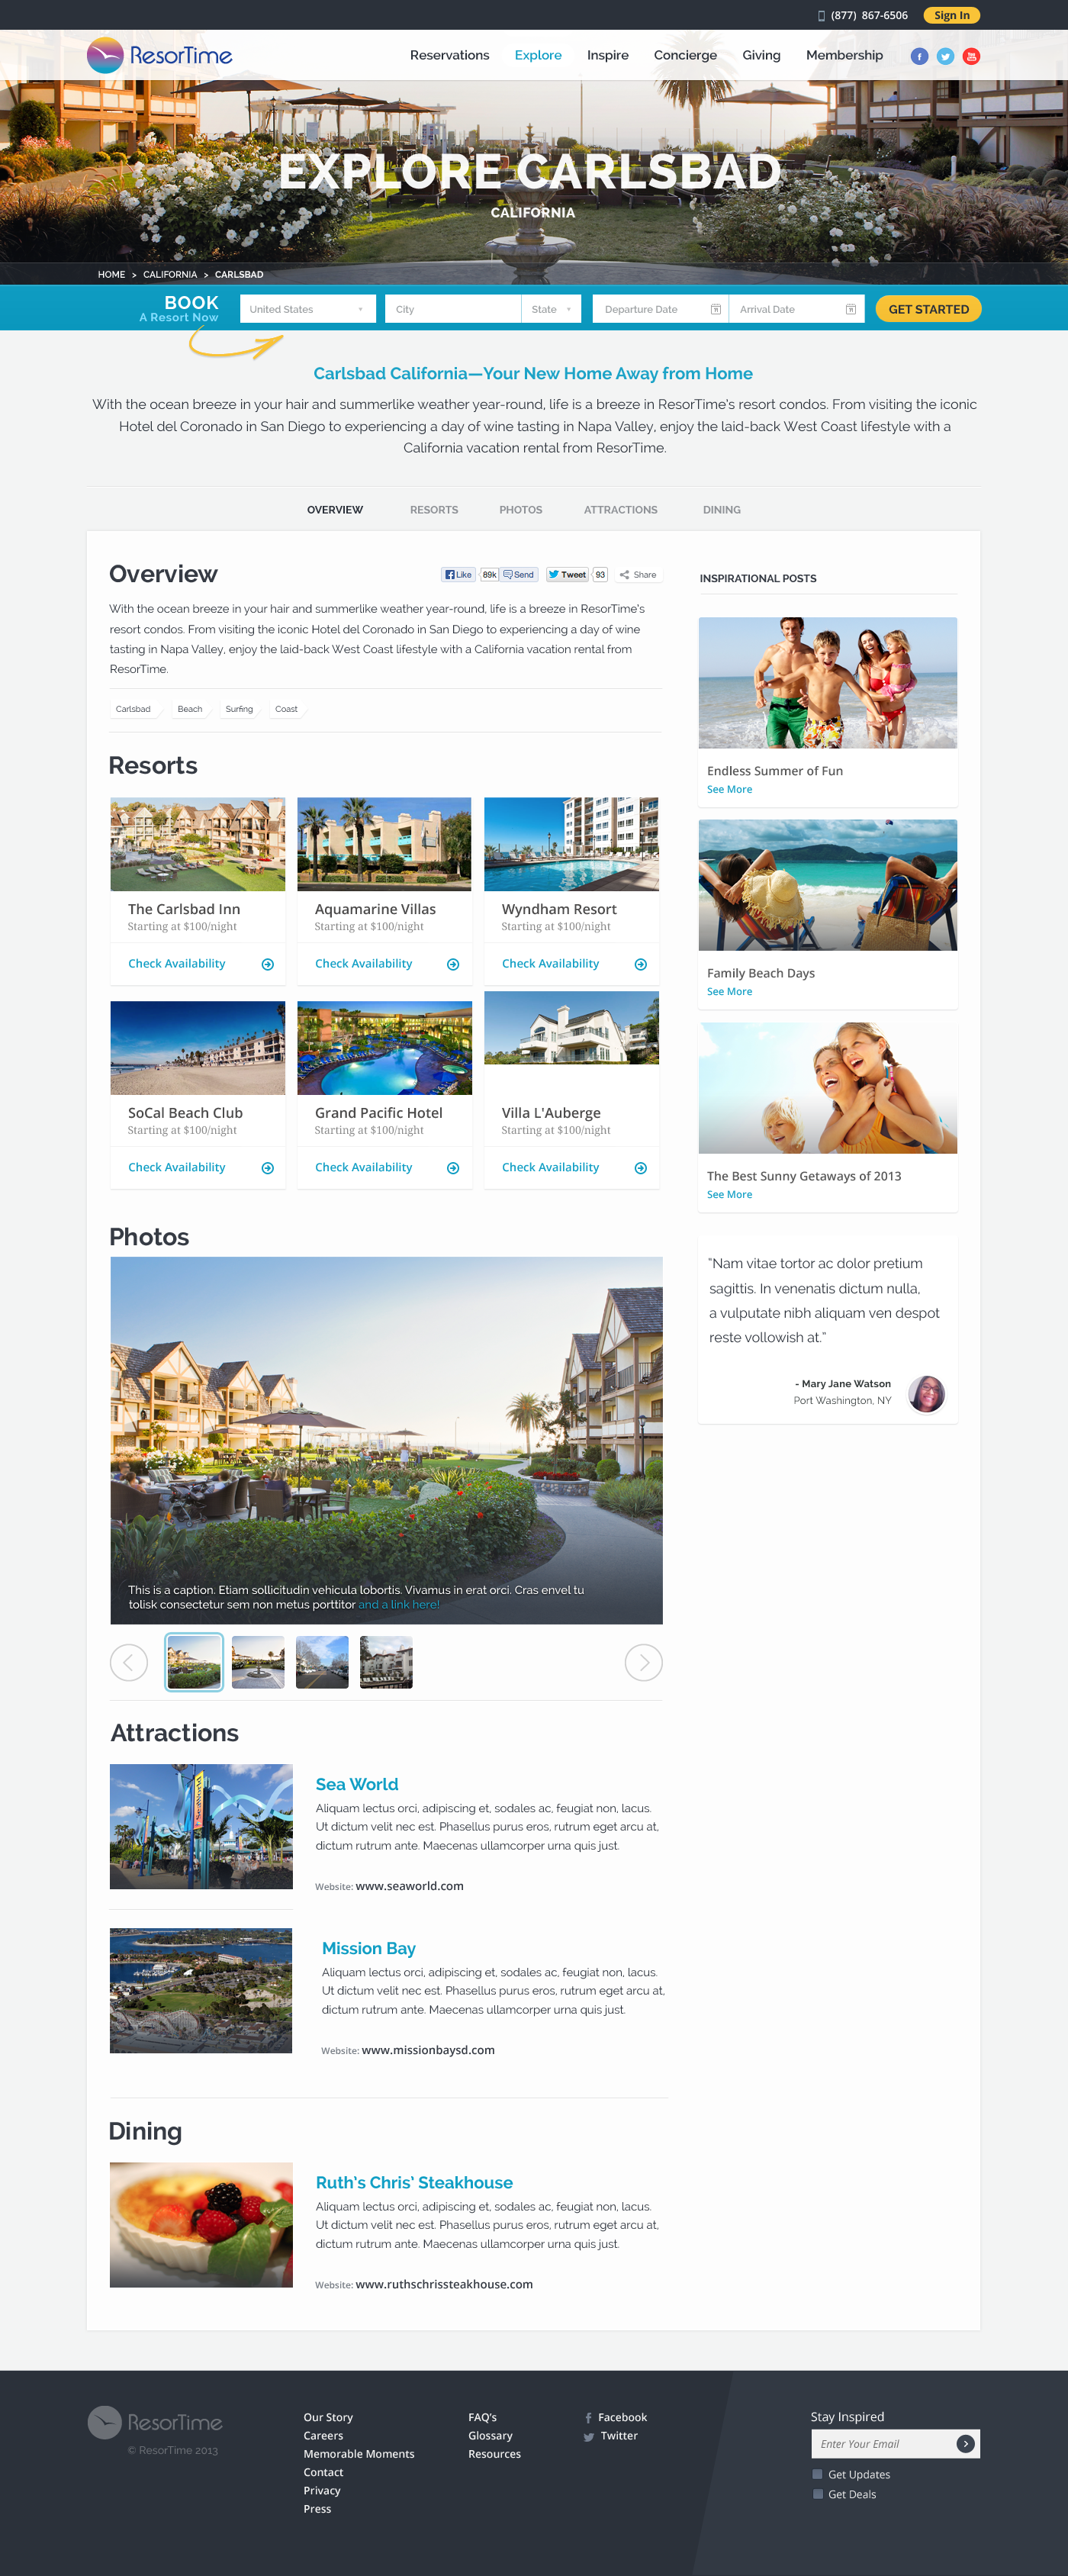 (877) 867-6506
Sign In
ResorTime
Reservations
Explore
Inspire
Concierge
Giving
Membership
EXPLORE CARLSBAD
CALIFORNIA
HOME > CALIFORNIA > CARLSBAD
BOOK
A Resort Now
United States
City
State
Departure Date
Arrival Date
GET STARTED
Carlsbad California—Your New Home Away from Home
With the ocean breeze in your hair and summerlike weather year-round, life is a breeze in ResorTime's resort condos. From visiting the iconic
Hotel del Coronado in San Diego to experiencing a day of wine tasting in Napa Valley, enjoy the laid-back West Coast lifestyle with a
California vacation rental from ResorTime.
OVERVIEW
RESORTS
PHOTOS
ATTRACTIONS
DINING
Overview
Like
89k
Send
Tweet
93
Share
With the ocean breeze in your hair and summerlike weather year-round, life is a breeze in ResorTime's
resort condos. From visiting the iconic Hotel del Coronado in San Diego to experiencing a day of wine
tasting in Napa Valley, enjoy the laid-back West Coast lifestyle with a California vacation rental from
ResorTime.
Carlsbad
Beach
Surfing
Coast
Resorts
The Carlsbad Inn
Starting at $100/night
Check Availability
Aquamarine Villas
Starting at $100/night
Check Availability
Wyndham Resort
Starting at $100/night
Check Availability
SoCal Beach Club
Starting at $100/night
Check Availability
Grand Pacific Hotel
Starting at $100/night
Check Availability
Villa L'Auberge
Starting at $100/night
Check Availability
Photos
This is a caption. Etiam sollicitudin vehicula lobortis. Vivamus in erat orci. Cras envel tu
tolisk consectetur sem non metus porttitor and a link here!
Attractions
Sea World
Aliquam lectus orci, adipiscing et, sodales ac, feugiat non, lacus.
Ut dictum velit nec est. Phasellus purus eros, rutrum eget arcu at,
dictum rutrum ante. Maecenas ullamcorper urna quis just.
Website: www.seaworld.com
Mission Bay
Aliquam lectus orci, adipiscing et, sodales ac, feugiat non, lacus.
Ut dictum velit nec est. Phasellus purus eros, rutrum eget arcu at,
dictum rutrum ante. Maecenas ullamcorper urna quis just.
Website: www.missionbaysd.com
Dining
Ruth's Chris' Steakhouse
Aliquam lectus orci, adipiscing et, sodales ac, feugiat non, lacus.
Ut dictum velit nec est. Phasellus purus eros, rutrum eget arcu at,
dictum rutrum ante. Maecenas ullamcorper urna quis just.
Website: www.ruthschrissteakhouse.com
INSPIRATIONAL POSTS
Endless Summer of Fun
See More
Family Beach Days
See More
The Best Sunny Getaways of 2013
See More
"Nam vitae tortor ac dolor pretium
sagittis. In venenatis dictum nulla,
a vulputate nibh aliquam ven despot
reste vollowish at."
- Mary Jane Watson
Port Washington, NY
ResorTime
© ResorTime 2013
Our Story
Careers
Memorable Moments
Contact
Privacy
Press
FAQ's
Glossary
Resources
Facebook
Twitter
Stay Inspired
Enter Your Email
Get Updates
Get Deals